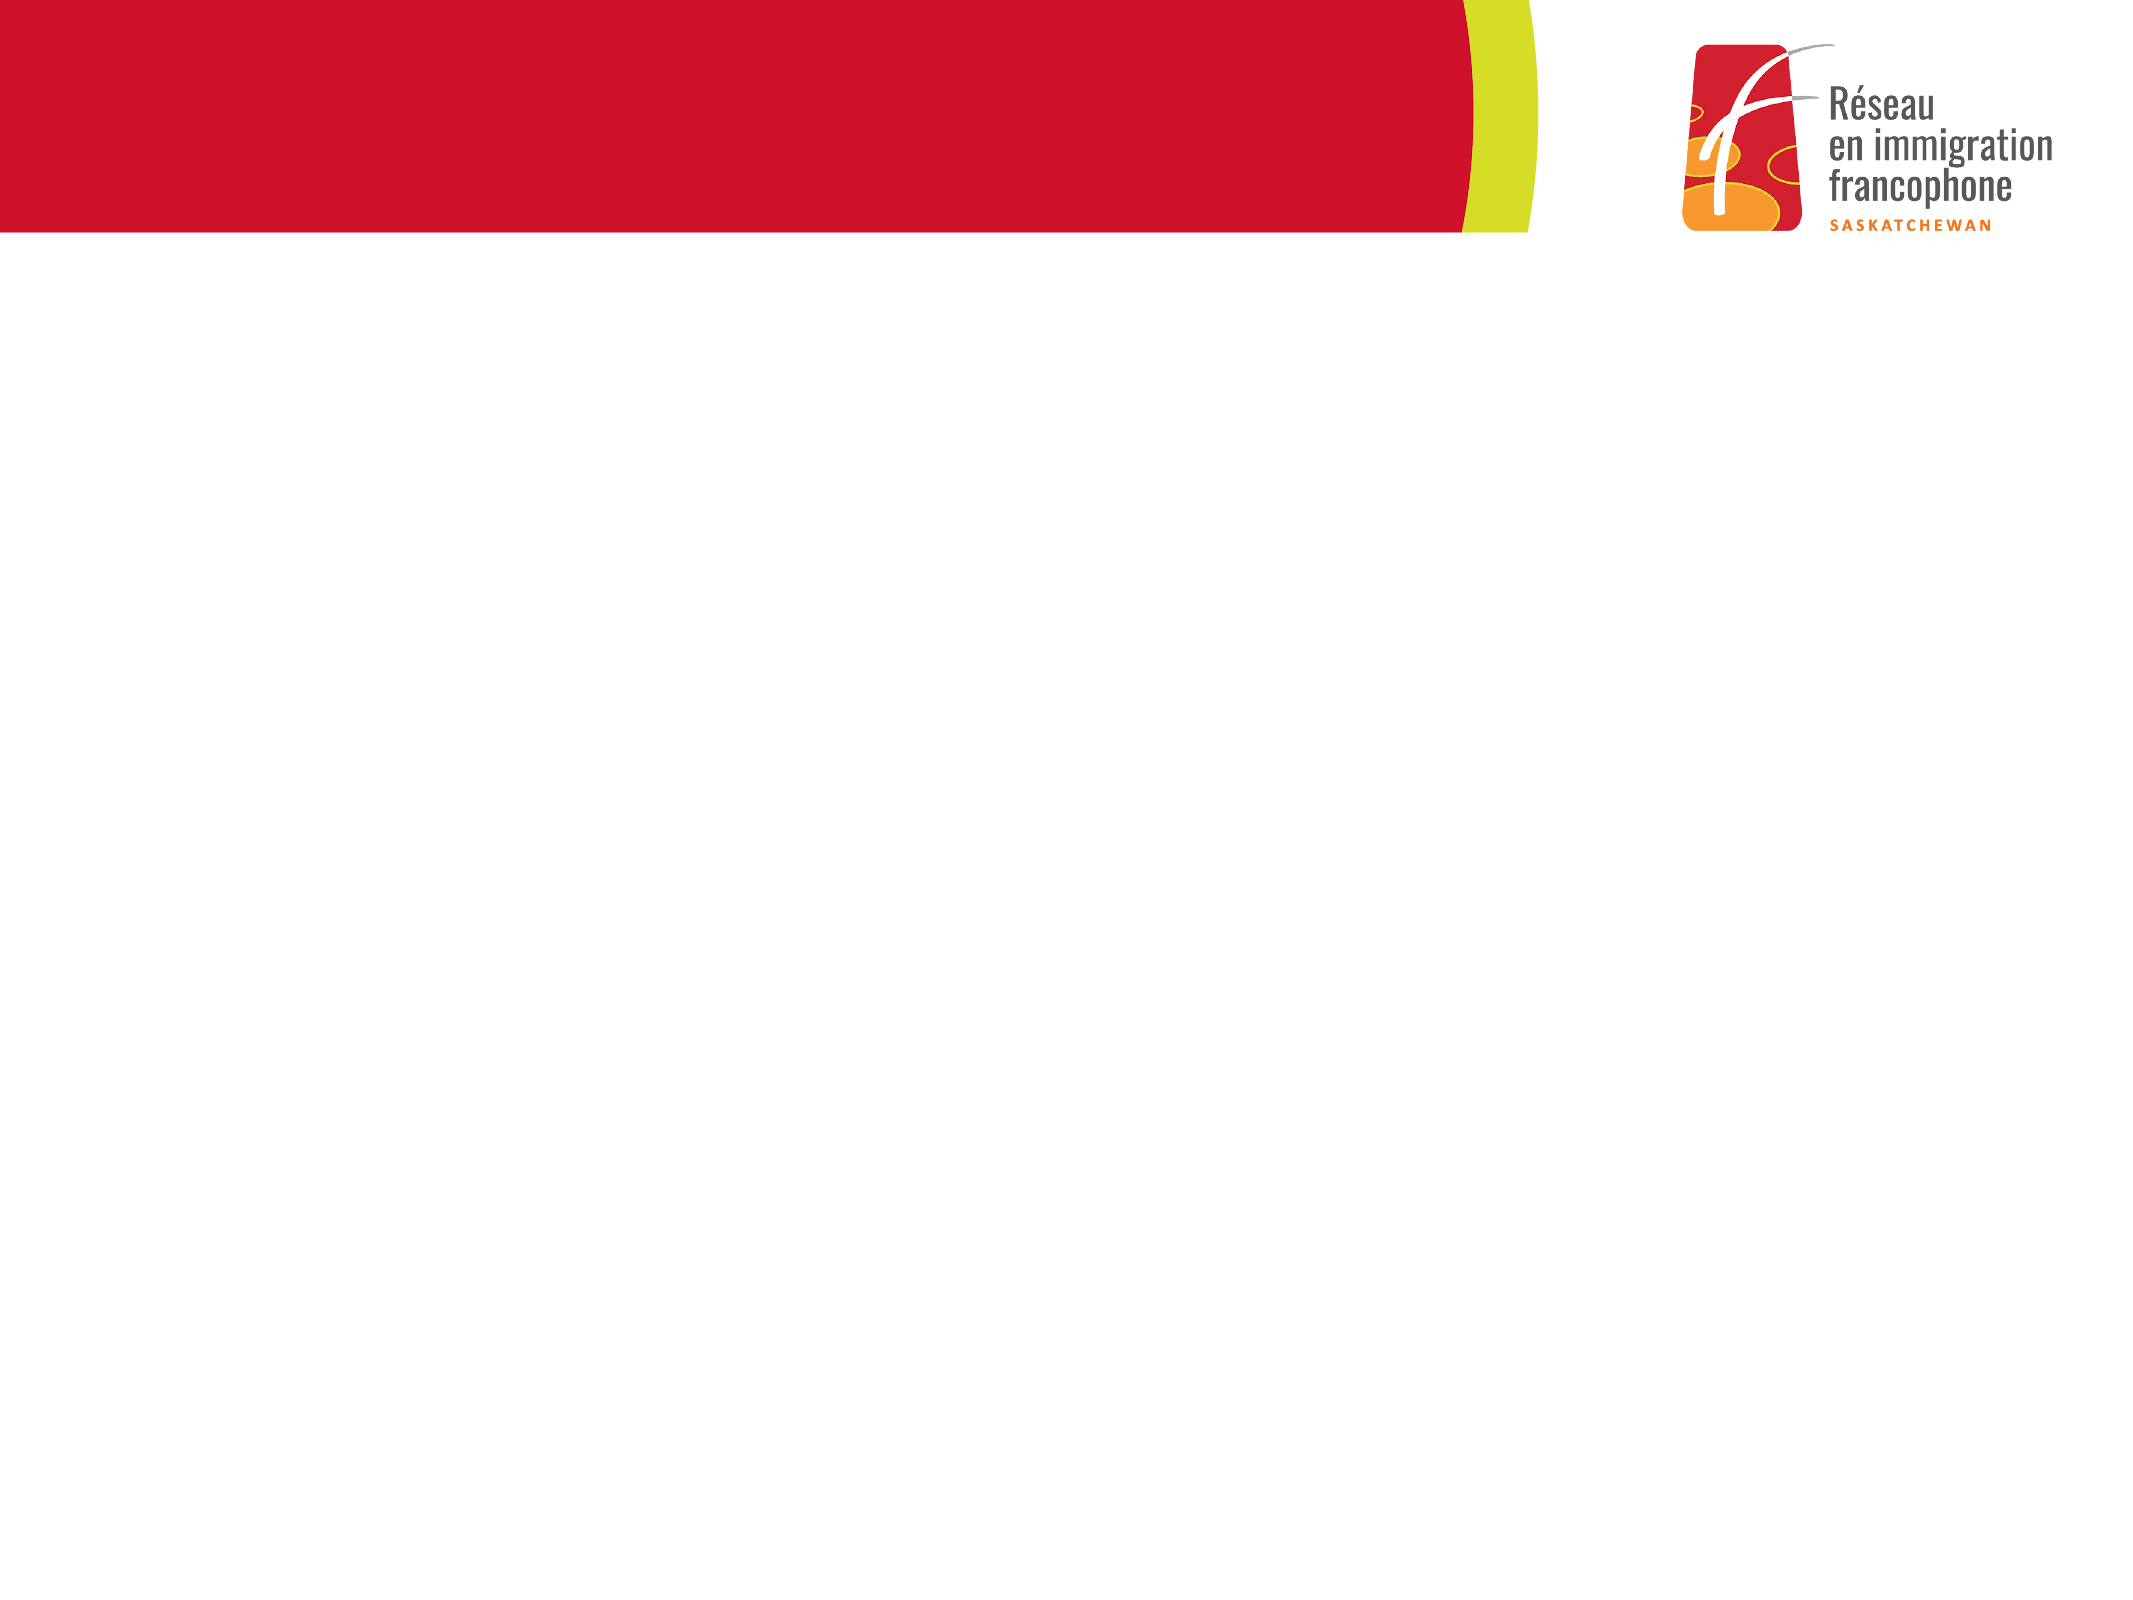 Réseau
en immigration
francophone
SASKATCHEWAN